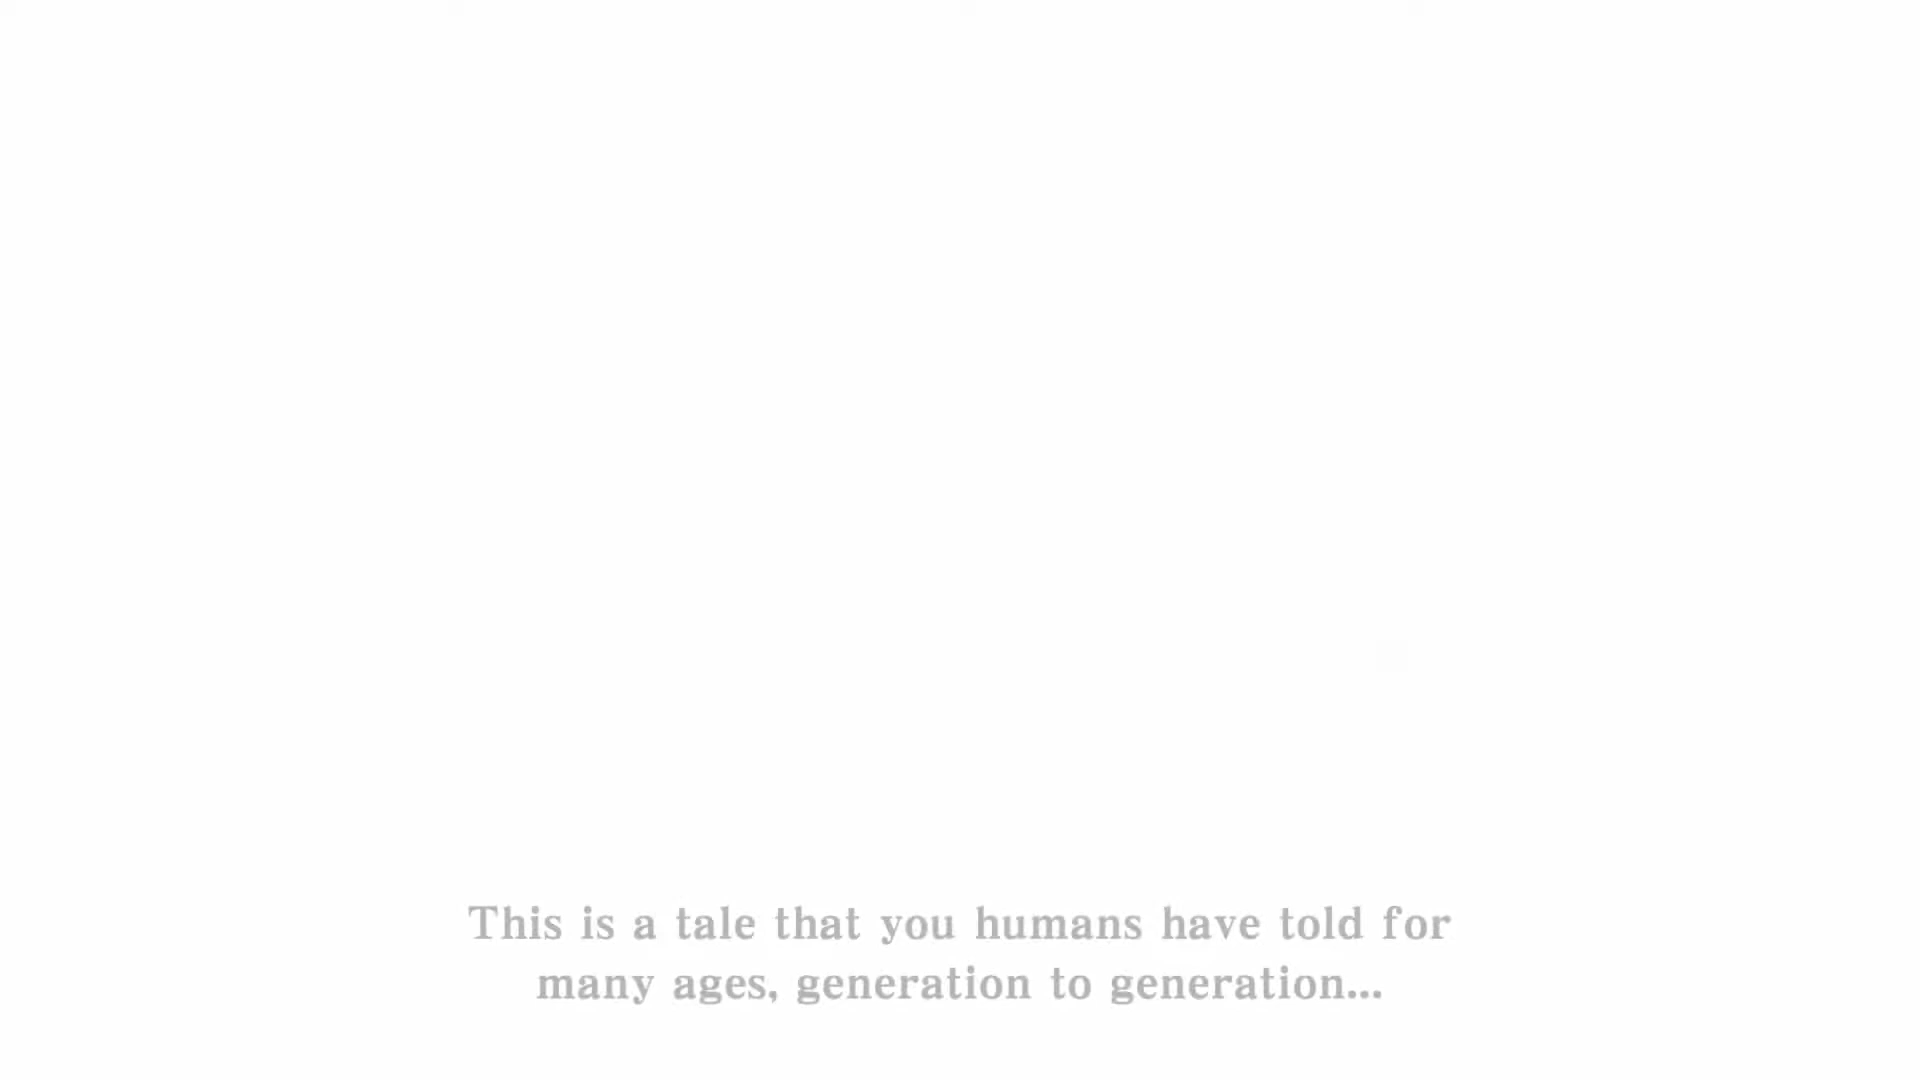 This is a tale that you humans have told for
many ages, generation to generation...